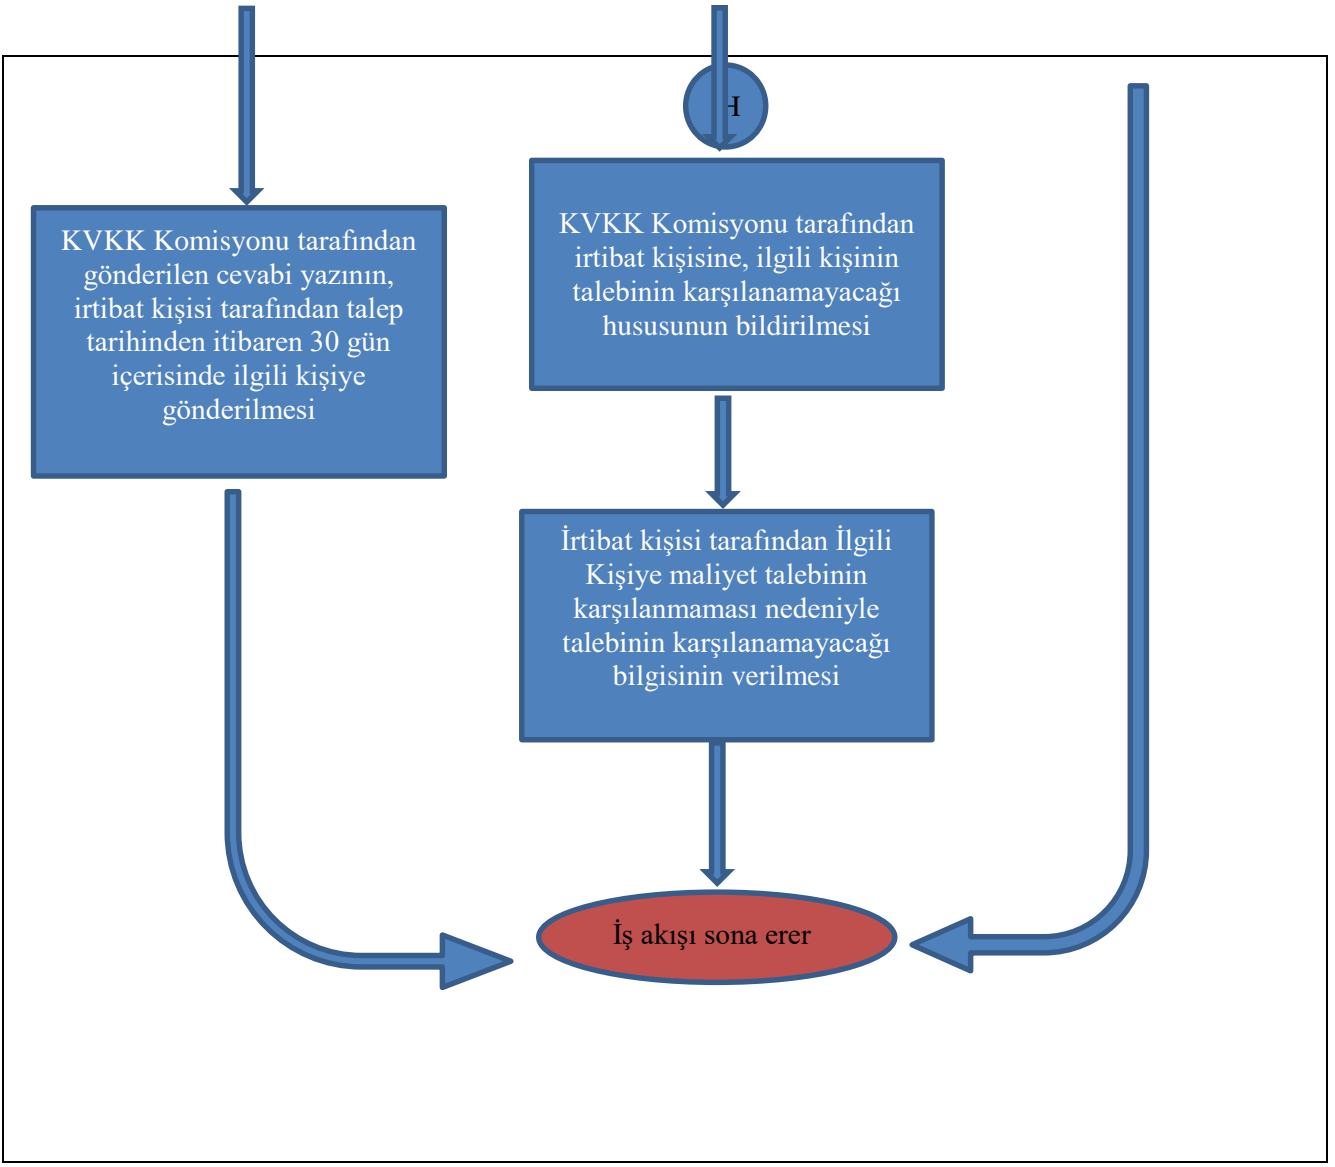 H
KVKK Komisyonu tarafından
gönderilen cevabi yazının,
irtibat kişisi tarafından talep
tarihinden itibaren 30 gün
içerisinde ilgili kişiye
gönderilmesi
KVKK Komisyonu tarafından
irtibat kişisine, ilgili kişinin
talebinin karşılanamayacağı
hususunun bildirilmesi
İrtibat kişisi tarafından İlgili
Kişiye maliyet talebinin
karşılanmaması nedeniyle
talebinin karşılanamayacağı
bilgisinin verilmesi
İş akışı sona erer